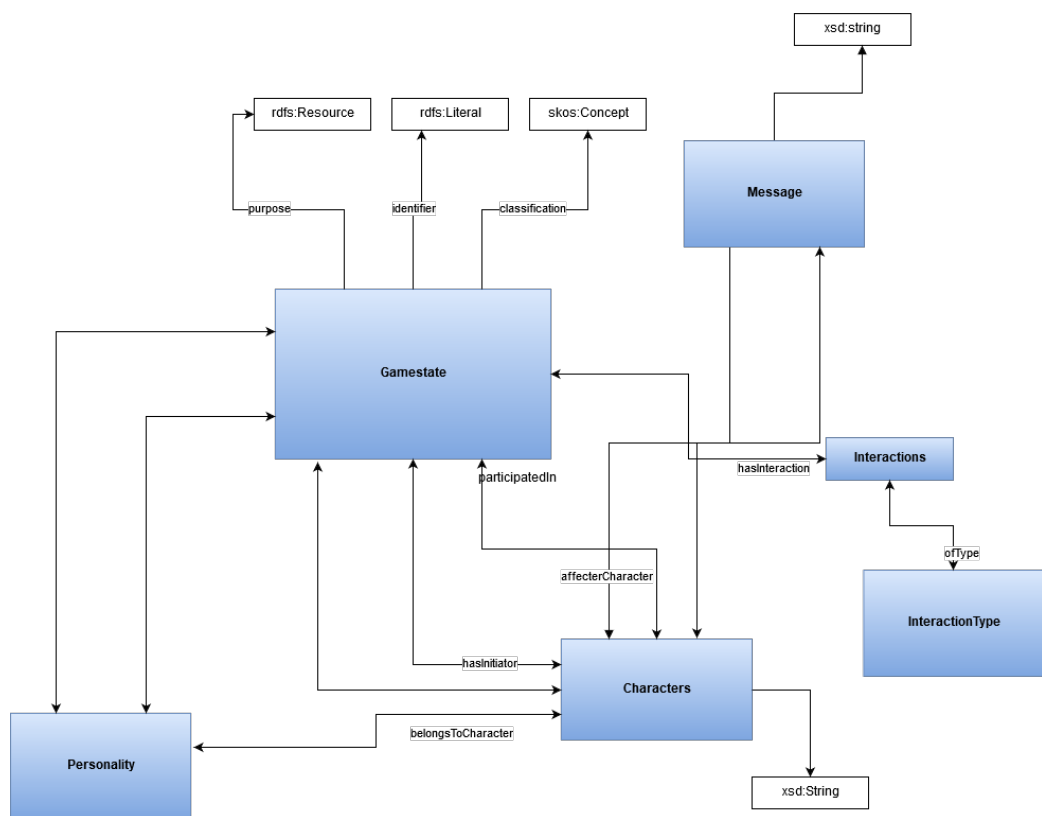 xsd:string
rdfs:Resource
rdfs:Literal
skos:Concept
Message
purpose
identifier
classification
Gamestate
Interactions
hasInteraction
participatedIn
ofType
affecterCharacter
InteractionType
hasInitiator
Characters
belongsToCharacter
Personality
xsd:String